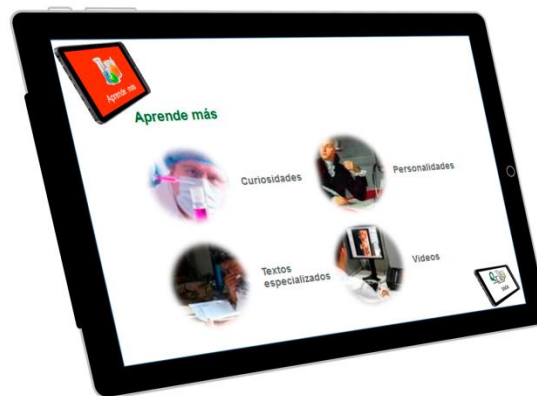 Aprende más
Aprende más
Curiosidades
Personalidades
Textos
especializados
Videos